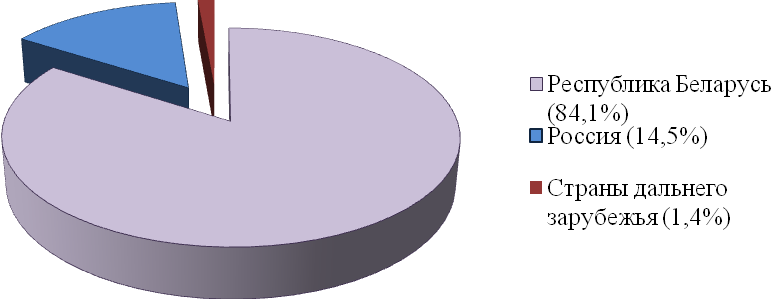 Республика Беларусь
(84,1%)
Россия (14,5%)
Страны дальнего
зарубежья (1,4%)